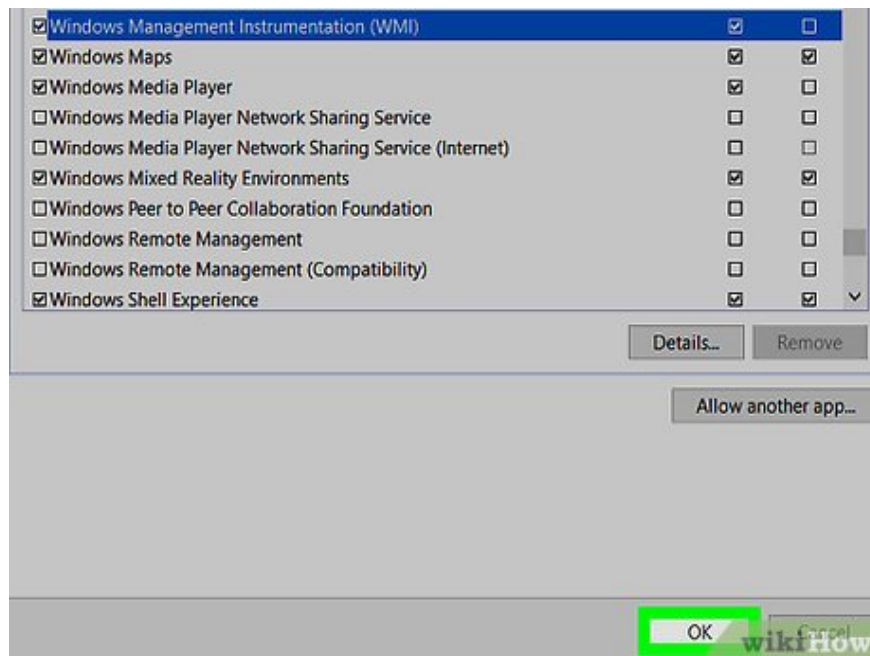 Windows Management Instrumentation (WMI)
Windows Maps
Windows Media Player
Windows Media Player Network Sharing Service
Windows Media Player Network Sharing Service (Internet)
Windows Mixed Reality Environments
Windows Peer to Peer Collaboration Foundation
Windows Remote Management
Windows Remote Management (Compatibility)
Windows Shell Experience
Details... Remove
Allow another app...
OK Cancel
wikiHow